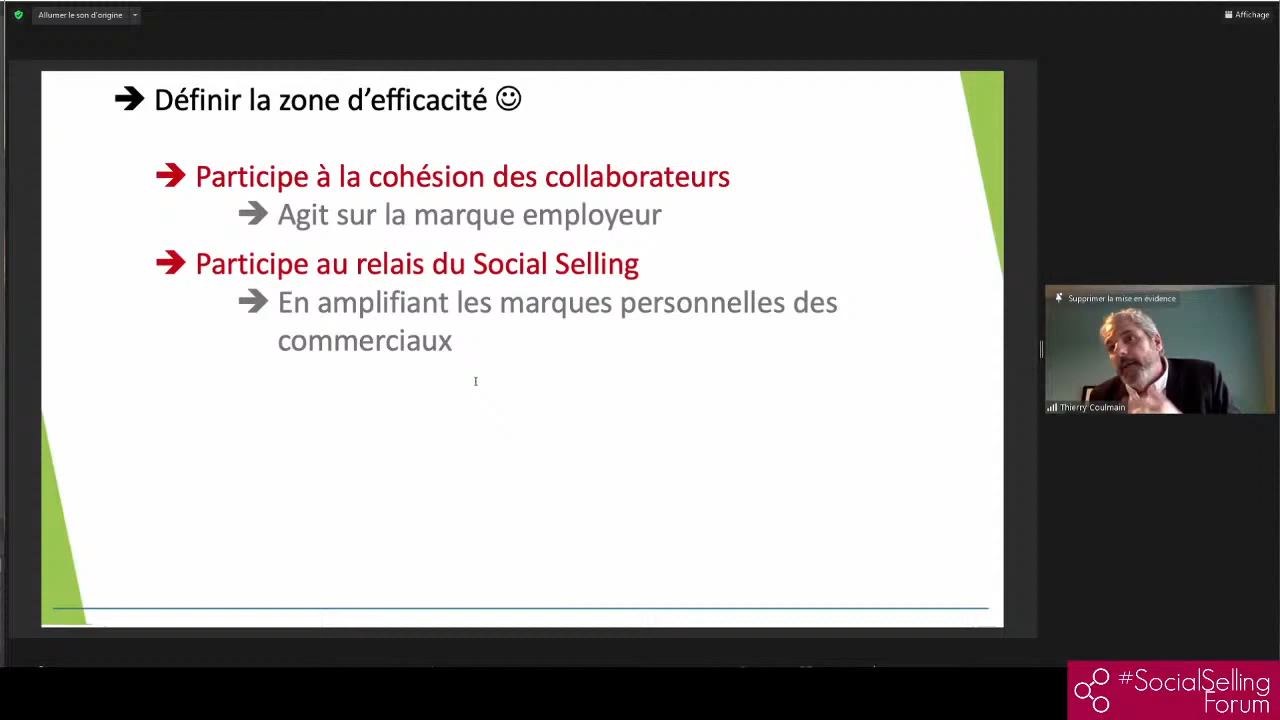 Allumer le son d'origine
Affichage
➔ Définir la zone d'efficacité ☺
➔ Participe à la cohésion des collaborateurs
➔ Agit sur la marque employeur
➔ Participe au relais du Social Selling
➔ En amplifiant les marques personnelles des
commerciaux
Supprimer la mise en évidence
Thierry Coulmain
#SocialSelling
Forum